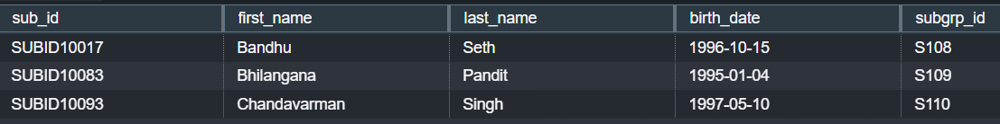 sub_id first_name last_name birth_date subgrp_id
SUBID10017 Bandhu Seth 1996-10-15 S108
SUBID10083 Bhilangana Pandit 1995-01-04 S109
SUBID10093 Chandavarman Singh 1997-05-10 S110